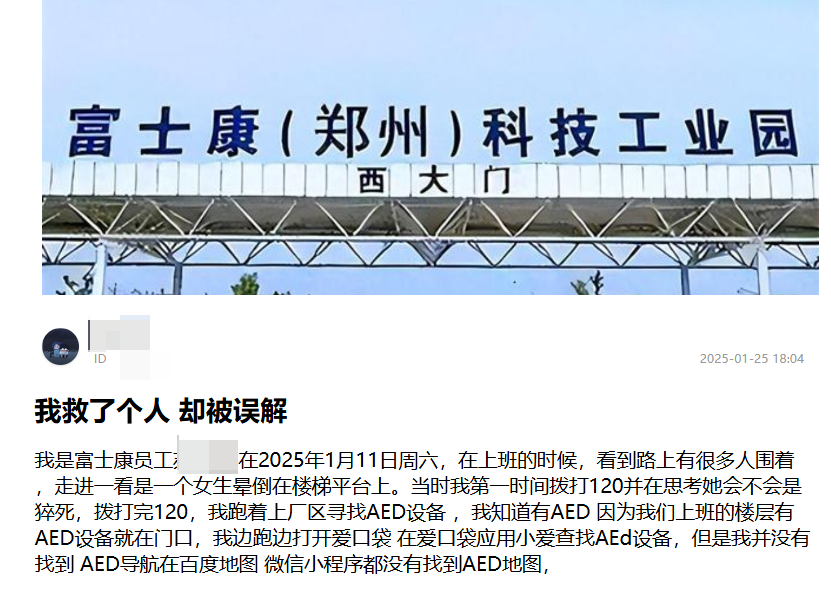 富士康(郑州)科技工业园
西大门
ID
2025-01-25 18:04
我救了个人 却被误解
我是富士康员工 在2025年1月11日周六，在上班的时候，看到路上有很多人围着
，走进一看是一个女生晕倒在楼梯平台上。当时我第一时间拨打120并在思考她会不会是
猝死，拨打完120，我跑着上厂区寻找AED设备 ，我知道有AED 因为我们上班的楼层有
AED设备就在门口，我边跑边打开爱口袋 在爱口袋应用小爱查找AEd设备，但是我并没有
找到 AED导航在百度地图 微信小程序都没有找到AED地图，